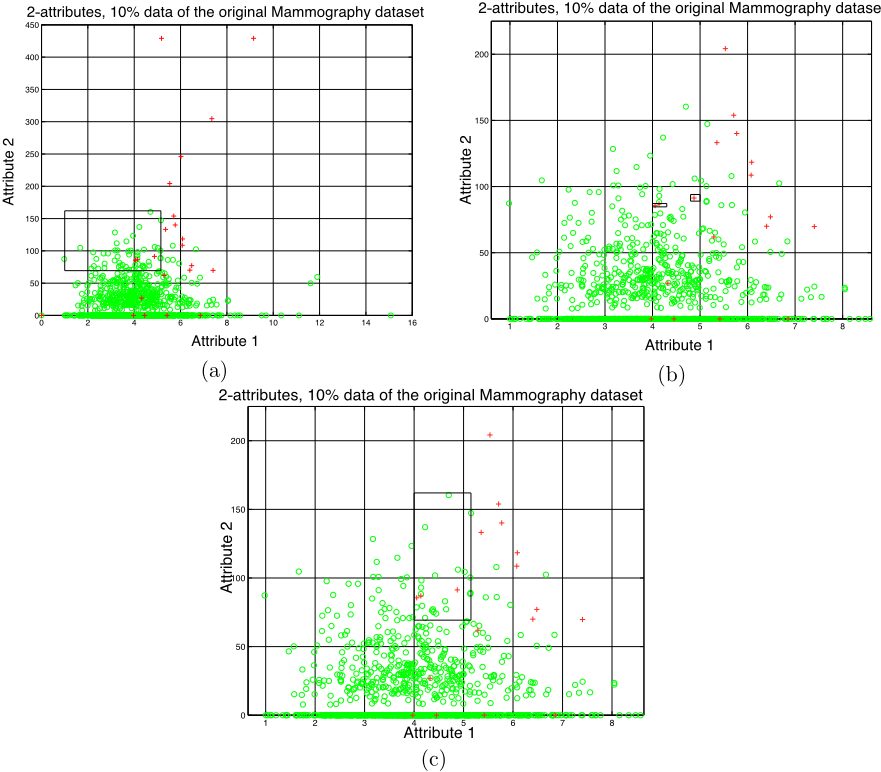 2-attributes, 10% data of the original Mammography dataset
450
400
350
300
250
200
150
100
50
0
0 2 4 6 8 10 12 14 16
Attribute 2
Attribute 1
(a)
2-attributes, 10% data of the original Mammography datase
200
150
100
50
0
1 2 3 4 5 6 7 8
Attribute 2
Attribute 1
(b)
2-attributes, 10% data of the original Mammography dataset
200
150
100
50
0
1 2 3 4 5 6 7 8
Attribute 2
Attribute 1
(c)